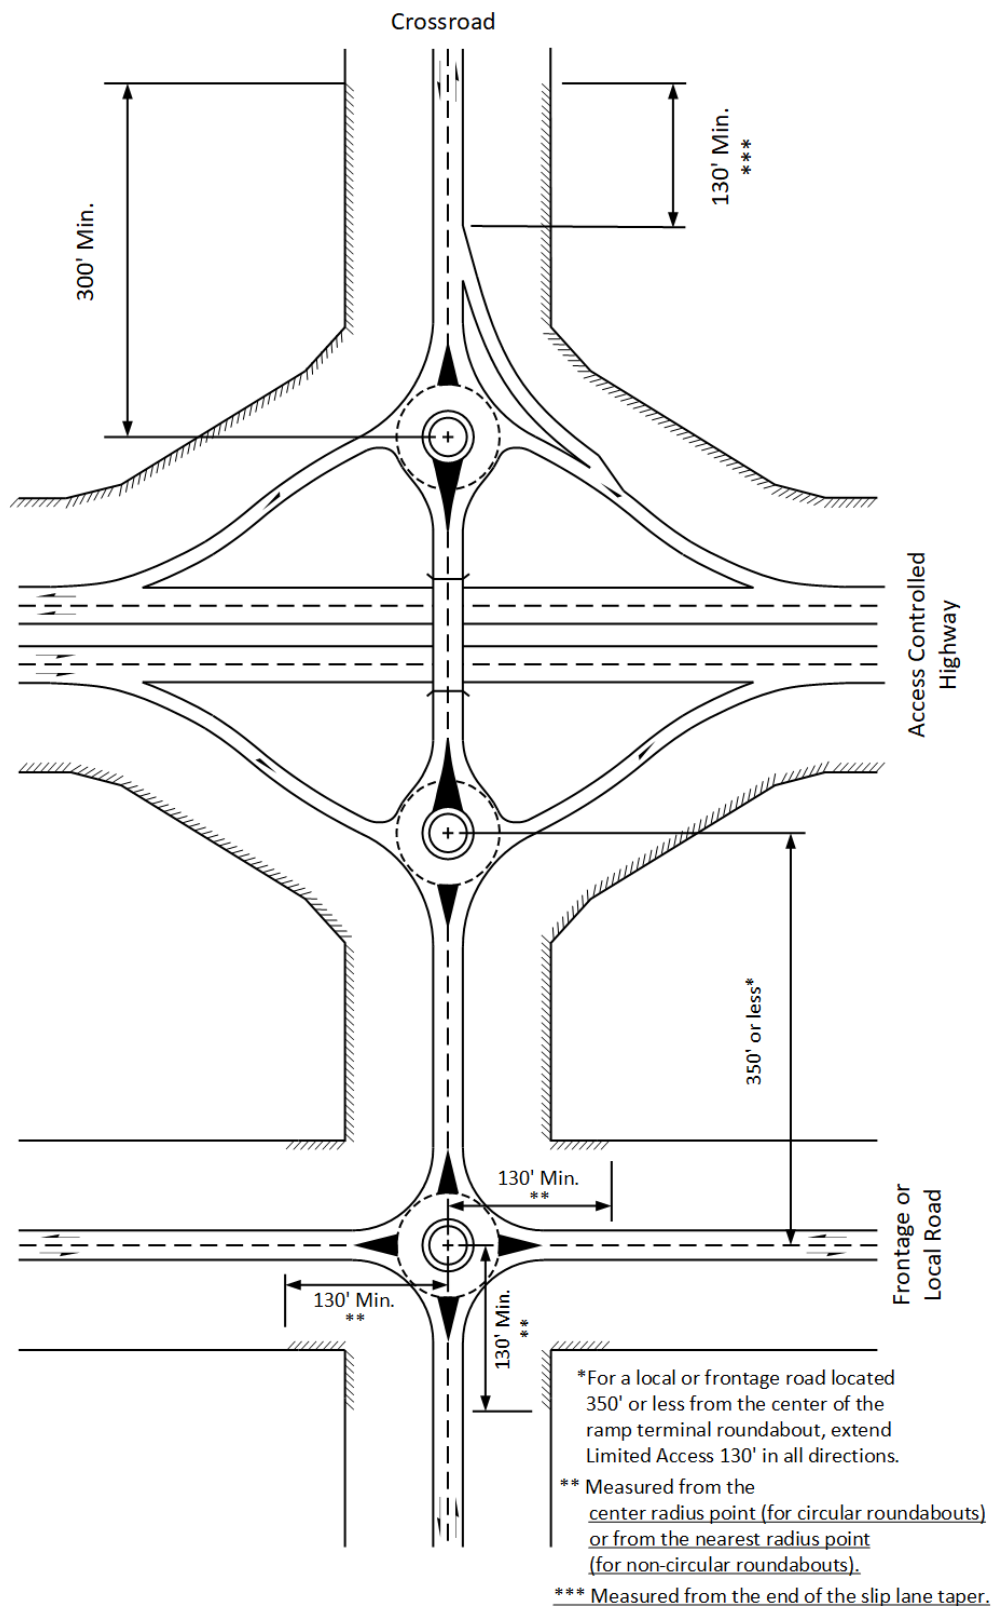 Crossroad
300' Min.
130' Min.
***
Access Controlled
Highway
350' or less*
130' Min.
**
Frontage or
Local Road
130' Min.
**
130' Min.
**
*For a local or frontage road located
350' or less from the center of the
ramp terminal roundabout, extend
Limited Access 130' in all directions.
** Measured from the
center radius point (for circular roundabouts)
or from the nearest radius point
(for non-circular roundabouts).
*** Measured from the end of the slip lane taper.